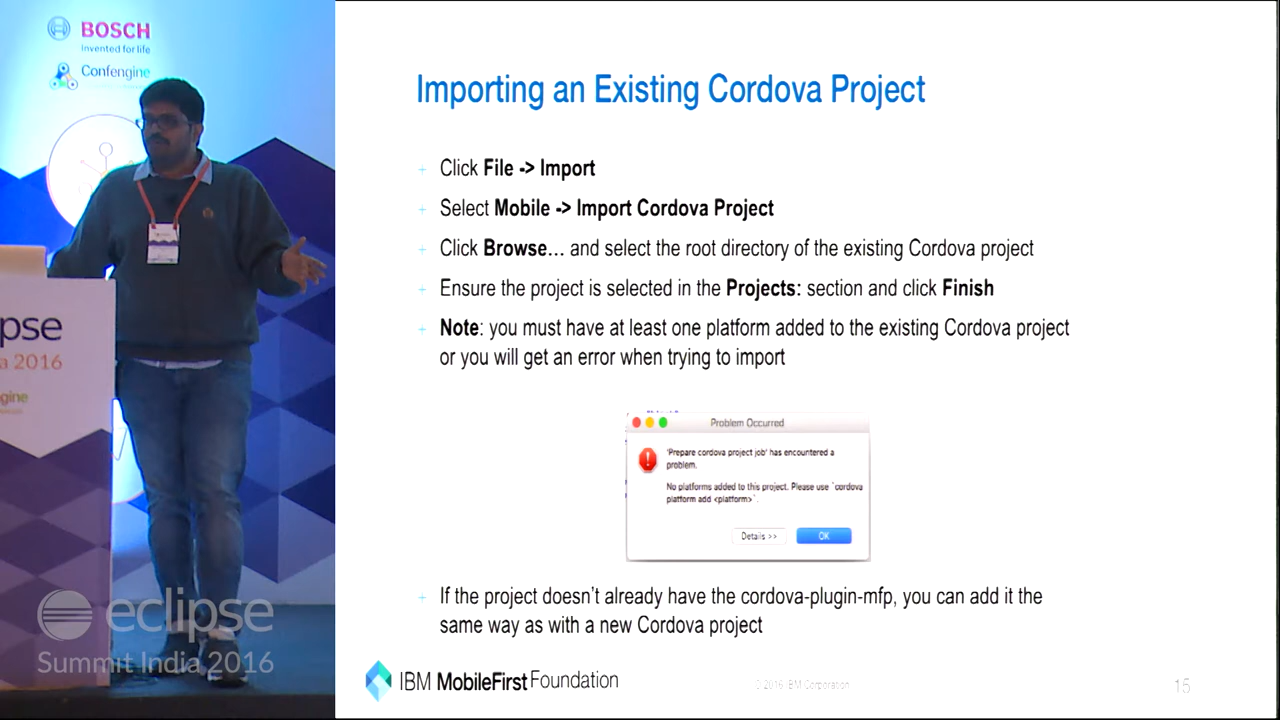 BOSCH
Invented for life
Confengine
lipse
a 2016
gine
eclipse
Summit India 2016
Importing an Existing Cordova Project
Click File -> Import
Select Mobile -> Import Cordova Project
Click Browse... and select the root directory of the existing Cordova project
Ensure the project is selected in the Projects: section and click Finish
Note: you must have at least one platform added to the existing Cordova project
or you will get an error when trying to import
Problem Occurred
'Prepare cordova project job' has encountered a
problem.
No platforms added to this project. Please use `cordova
platform add <platform>`.
Details >>
OK
If the project doesn't already have the cordova-plugin-mfp, you can add it the
same way as with a new Cordova project
IBM MobileFirst Foundation
© 2016 IBM Corporation
15